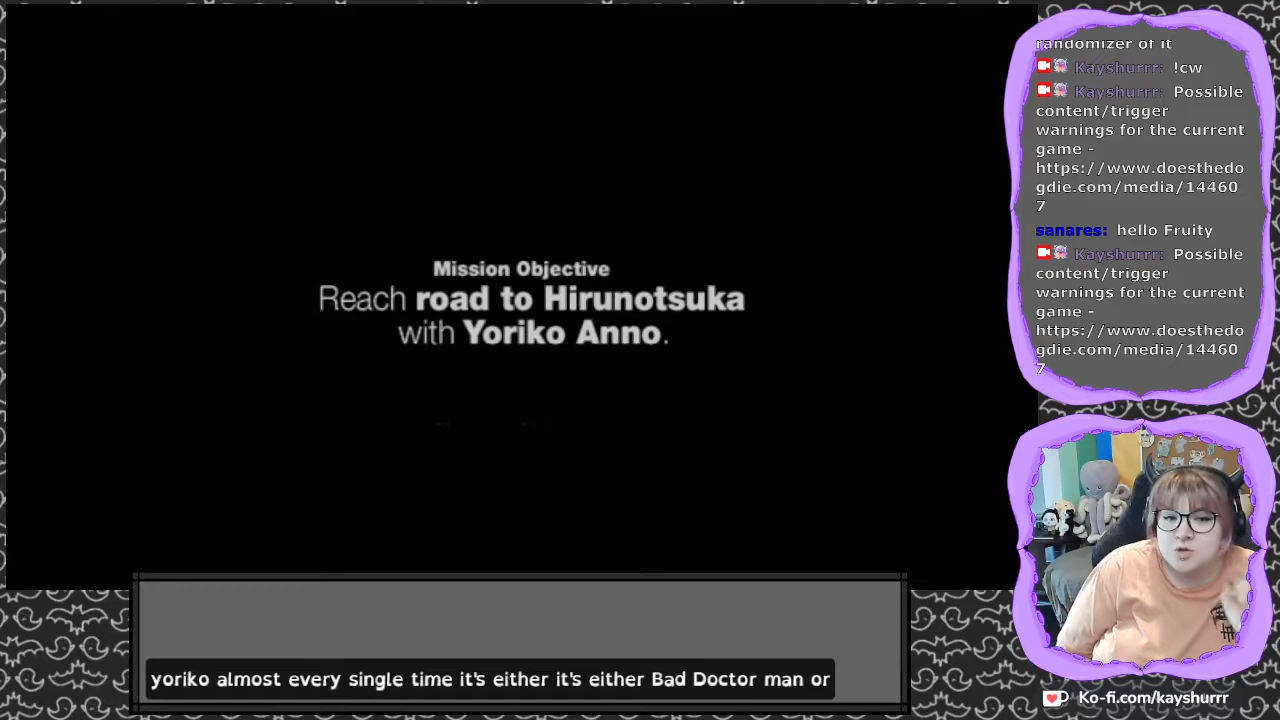 randomizer of it
Kayshurrr: !cw
Kayshurrr: Possible
content/trigger
warnings for the current
game -
https://www.doesthedo
gdie.com/media/14460
7
sanares: hello Fruity
Kayshurrr: Possible
content/trigger
warnings for the current
game -
https://www.doesthedo
gdie.com/media/14460
7
Mission Objective
Reach road to Hirunotsuka
with Yoriko Anno.
yoriko almost every single time it's either it's either Bad Doctor man or
Ko-fi.com/kayshurrr